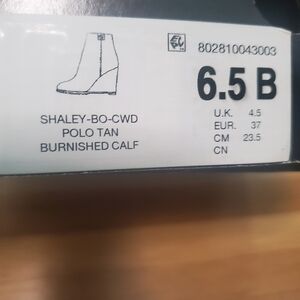 802810043003
6.5 B
SHALEY-BO-CWD
POLO TAN
BURNISHED CALF
U.K. 4.5
EUR. 37
CM 23.5
CN